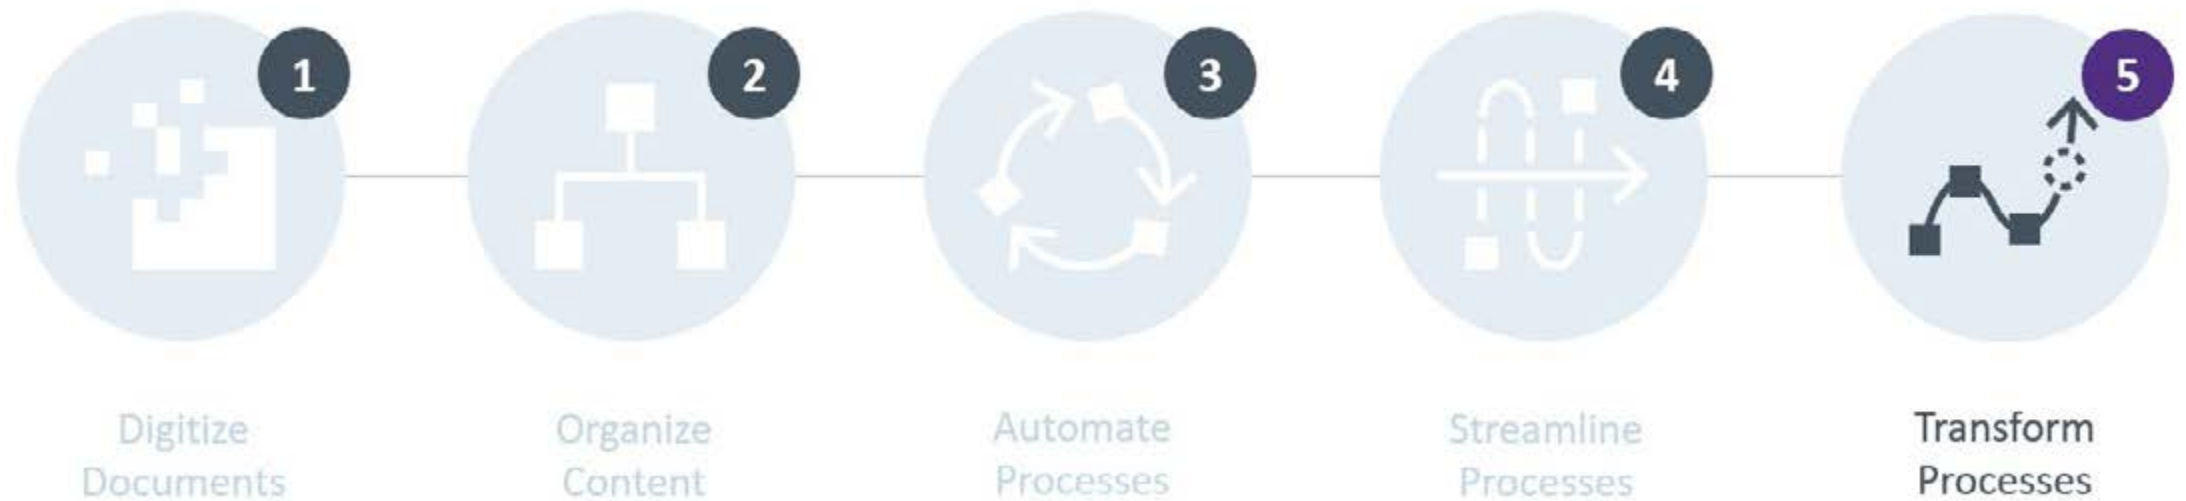 1
2
3
4
5
Digitize
Documents
Organize
Content
Automate
Processes
Streamline
Processes
Transform
Processes